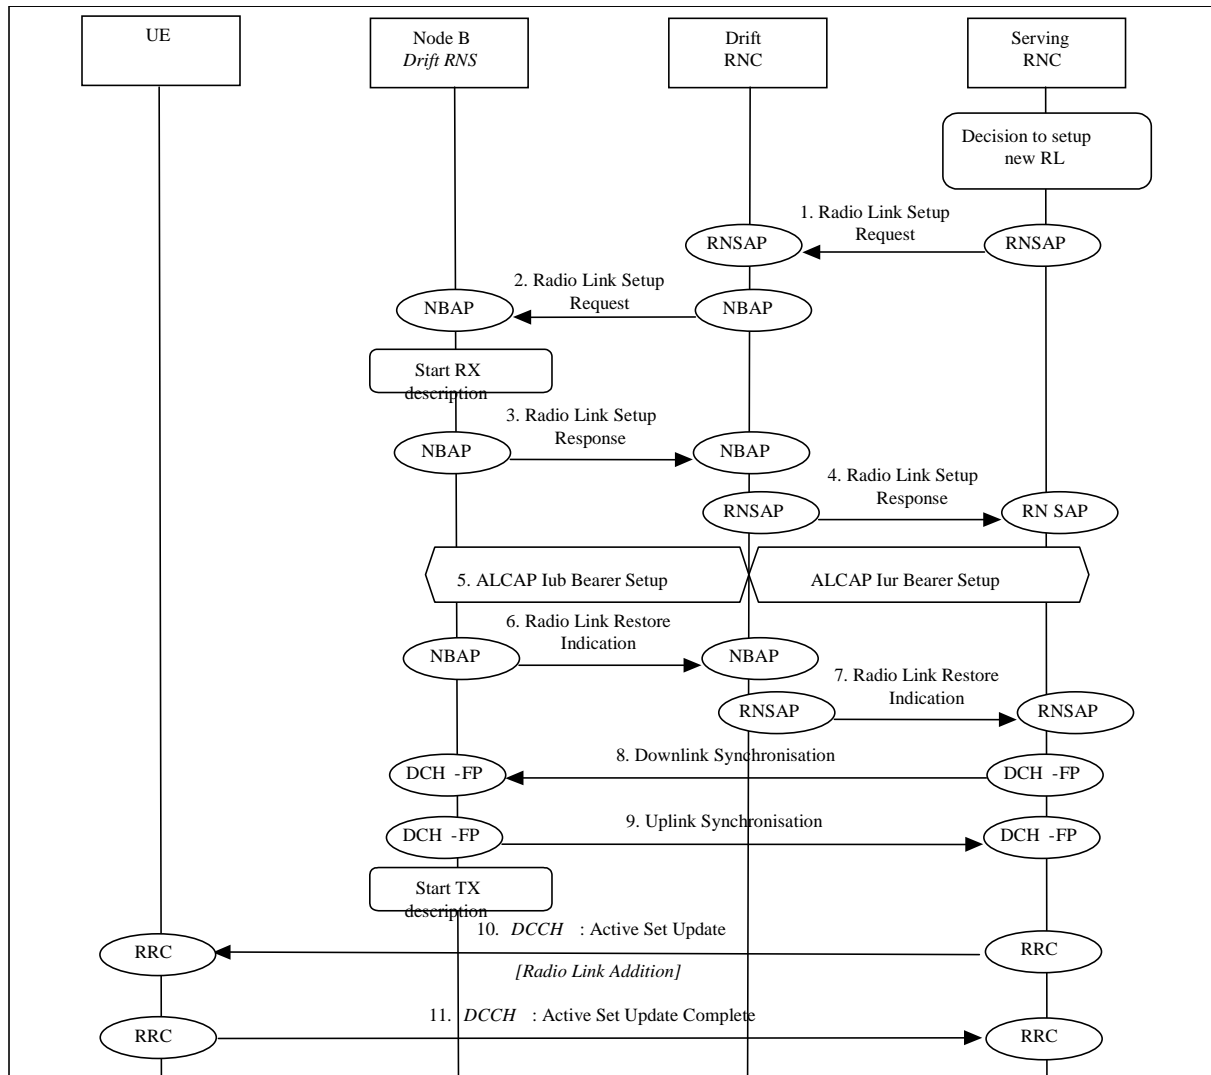 UE
Node B
Drift RNS
Drift
RNC
Serving
RNC
Decision to setup
new RL
1. Radio Link Setup
Request
RNSAP
RNSAP
2. Radio Link Setup
Request
NBAP
NBAP
Start RX
description
3. Radio Link Setup
Response
NBAP
NBAP
4. Radio Link Setup
Response
RNSAP
RN SAP
5. ALCAP Iub Bearer Setup
ALCAP Iur Bearer Setup
6. Radio Link Restore
Indication
NBAP
NBAP
7. Radio Link Restore
Indication
RNSAP
RNSAP
8. Downlink Synchronisation
DCH -FP
DCH -FP
9. Uplink Synchronisation
DCH -FP
DCH -FP
Start TX
description
10. DCCH : Active Set Update
RRC
RRC
[Radio Link Addition]
11. DCCH : Active Set Update Complete
RRC
RRC